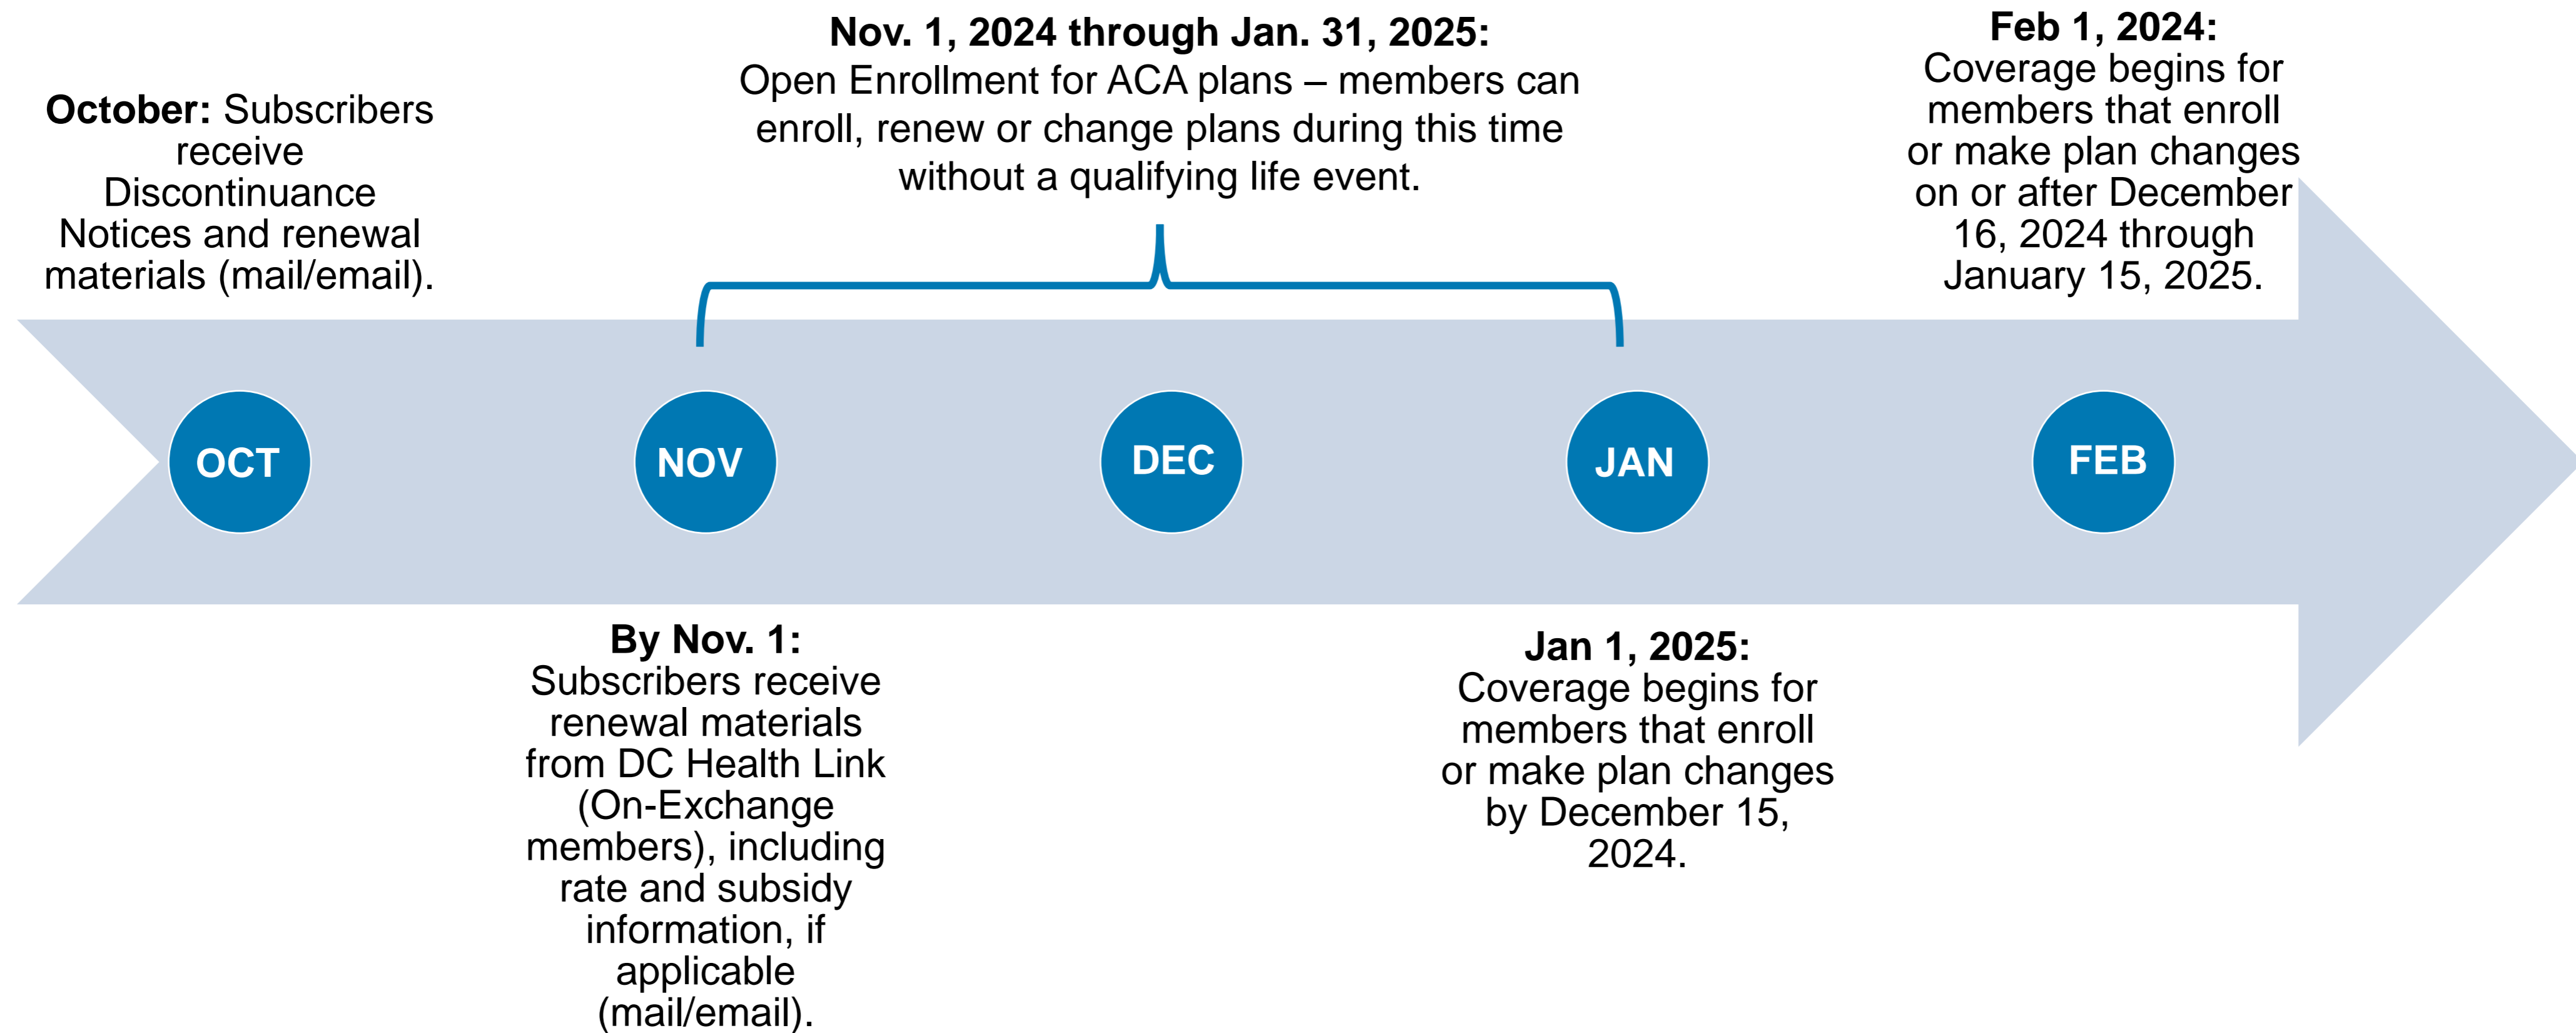 October: Subscribers
receive
Discontinuance
Notices and renewal
materials (mail/email).
Nov. 1, 2024 through Jan. 31, 2025:
Open Enrollment for ACA plans – members can
enroll, renew or change plans during this time
without a qualifying life event.
Feb 1, 2024:
Coverage begins for
members that enroll
or make plan changes
on or after December
16, 2024 through
January 15, 2025.
OCT
NOV
DEC
JAN
FEB
By Nov. 1:
Subscribers receive
renewal materials
from DC Health Link
(On-Exchange
members), including
rate and subsidy
information, if
applicable
(mail/email).
Jan 1, 2025:
Coverage begins for
members that enroll
or make plan changes
by December 15,
2024.